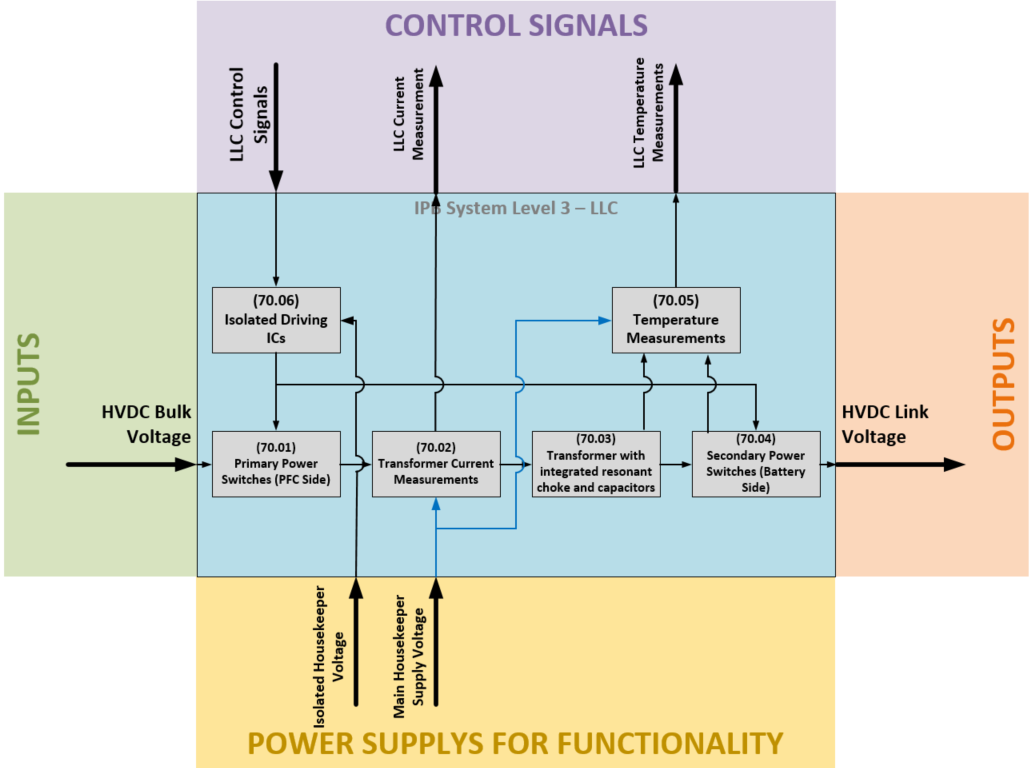 CONTROL SIGNALS
LLC Control
Signals
LLC Current
Measurement
LLC Temperature
Measurements
IPB System Level 3 – LLC
(70.06)
Isolated Driving
ICs
(70.05)
Temperature
Measurements
INPUTS
HVDC Bulk
Voltage
(70.01)
Primary Power
Switches (PFC Side)
(70.02)
Transformer Current
Measurements
(70.03)
Transformer with
integrated resonant
choke and capacitors
(70.04)
Secondary Power
Switches (Battery
Side)
HVDC Link
Voltage
OUTPUTS
Isolated Housekeeper
Voltage
Main Housekeeper
Supply Voltage
POWER SUPPLYS FOR FUNCTIONALITY